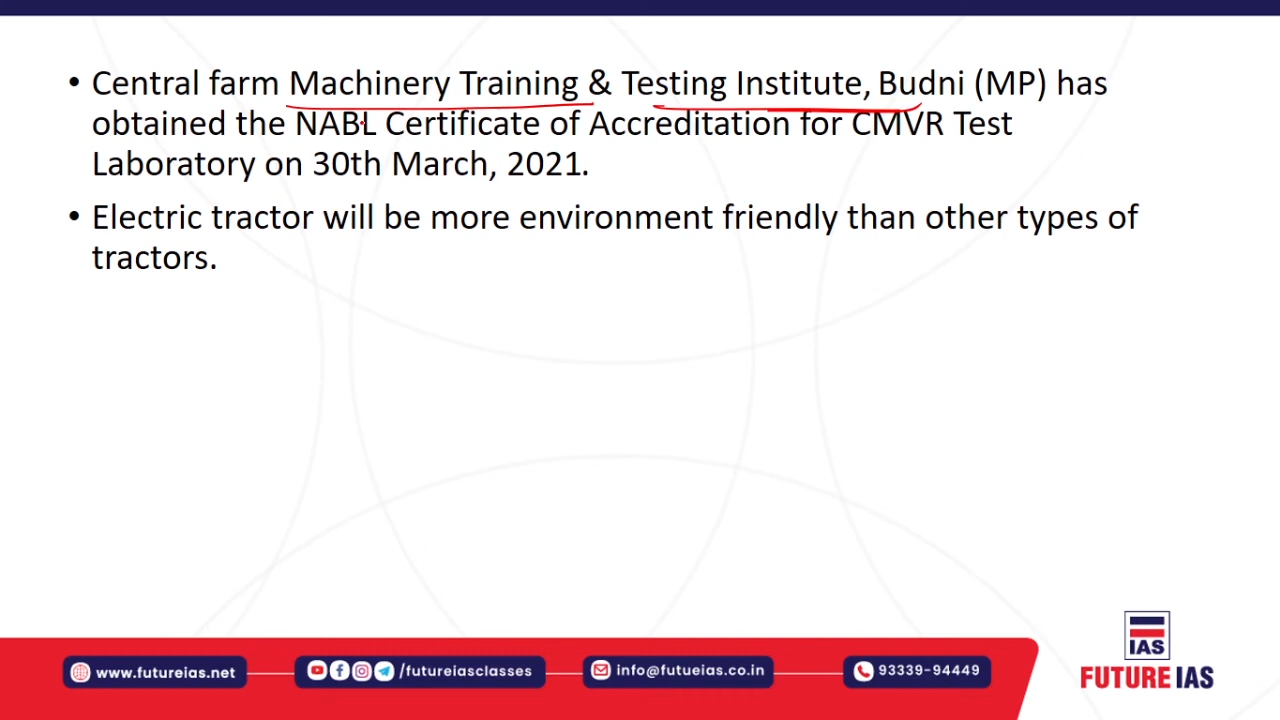 • Central farm Machinery Training & Testing Institute, Budni (MP) has
obtained the NABL Certificate of Accreditation for CMVR Test
Laboratory on 30th March, 2021.
• Electric tractor will be more environment friendly than other types of
tractors.
IAS
FUTURE IAS
www.futureias.net
/futureiasclasses
info@futueias.co.in
93339-94449